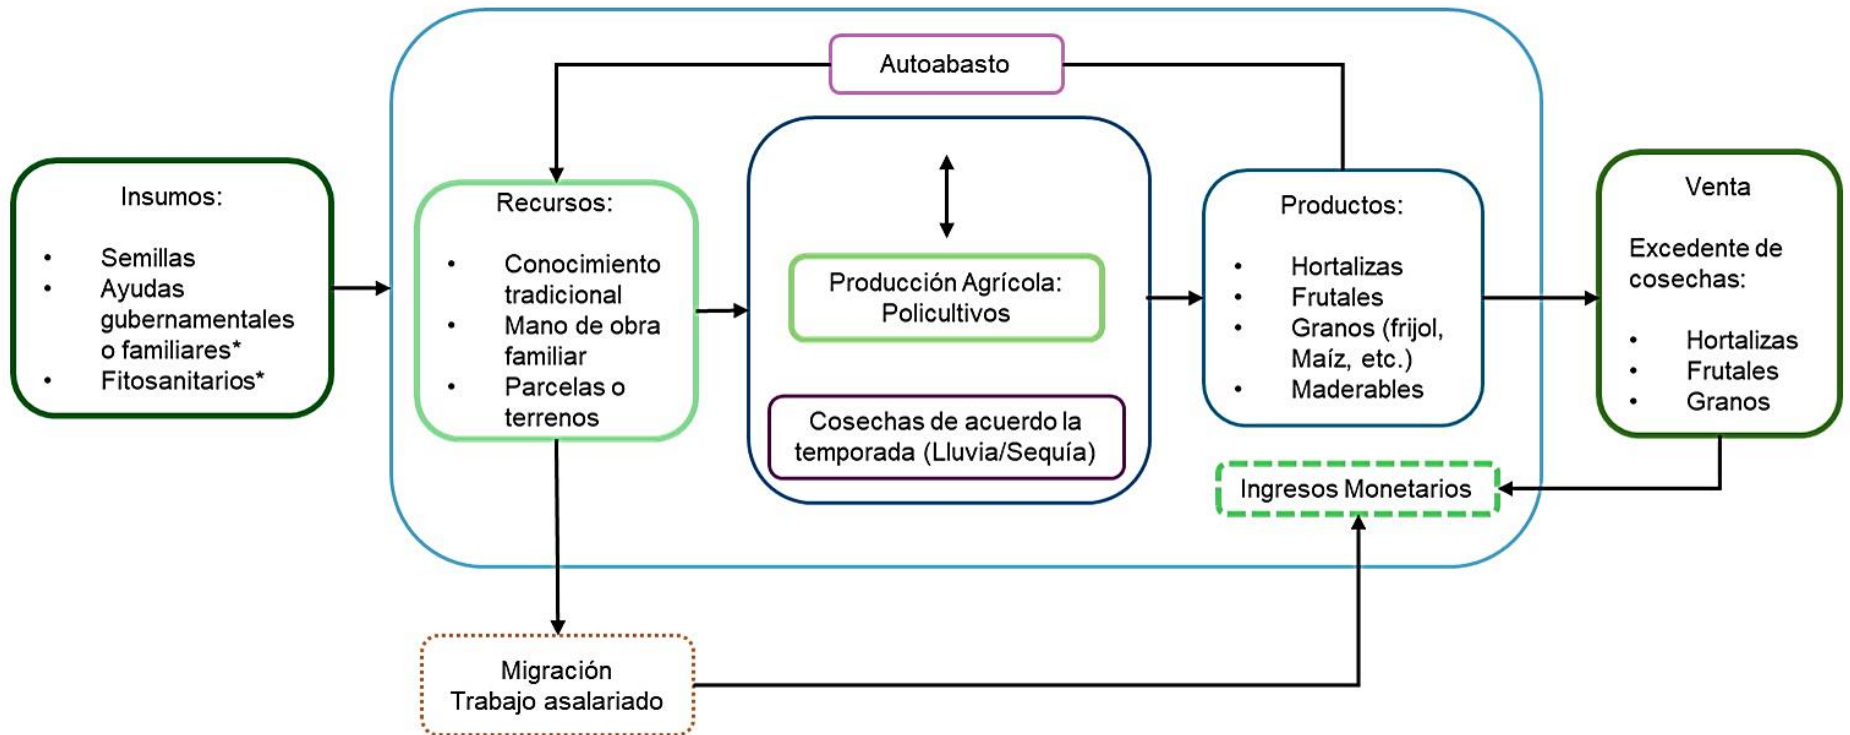 Autoabasto
Insumos:
• Semillas
• Ayudas
gubernamentales
o familiares*
• Fitosanitarios*
Recursos:
• Conocimiento
tradicional
• Mano de obra
familiar
• Parcelas o
terrenos
Producción Agrícola:
Policultivos
Cosechas de acuerdo la
temporada (Lluvia/Sequía)
Productos:
• Hortalizas
• Frutales
• Granos (frijol,
Maíz, etc.)
• Maderables
Venta
Excedente de
cosechas:
• Hortalizas
• Frutales
• Granos
Ingresos Monetarios
Migración
Trabajo asalariado